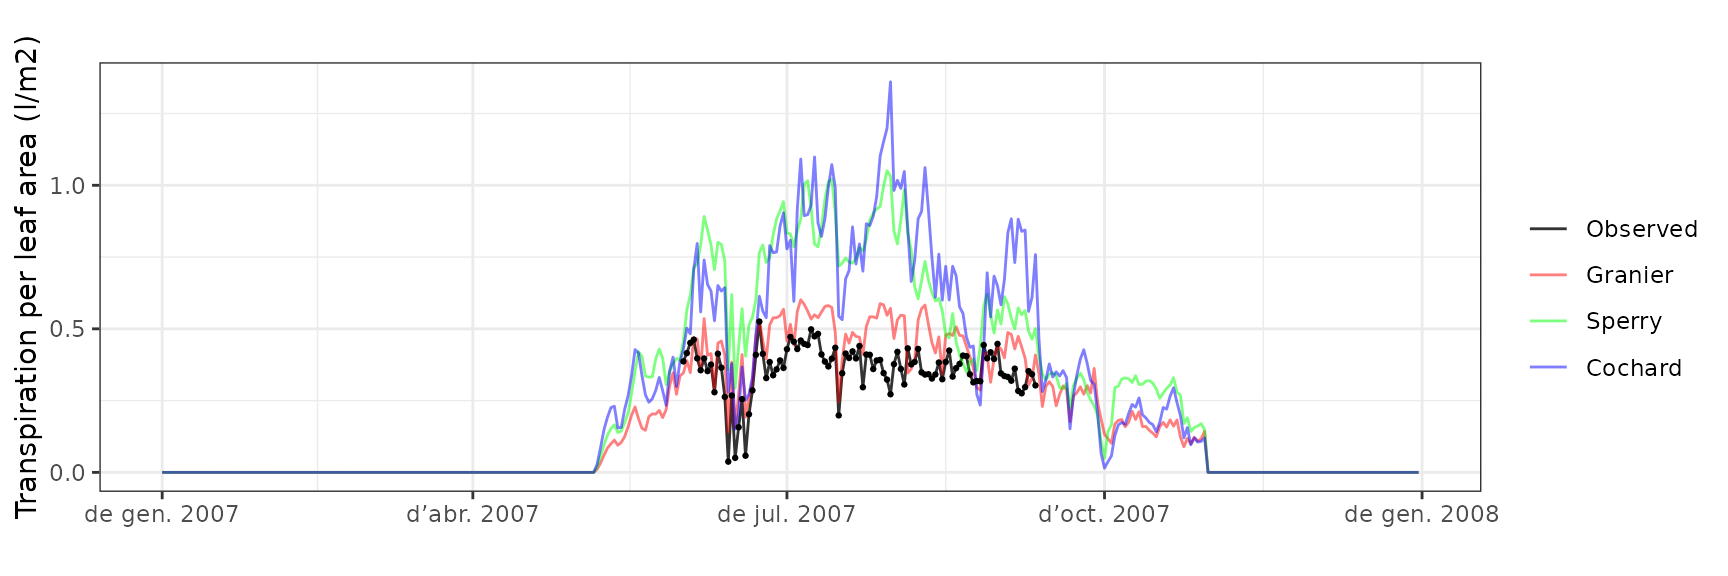 Transpiration per leaf area (l/m2)
1.0
0.5
0.0
de gen. 2007
d’abr. 2007
de jul. 2007
d’oct. 2007
de gen. 2008
Observed
Granier
Sperry
Cochard